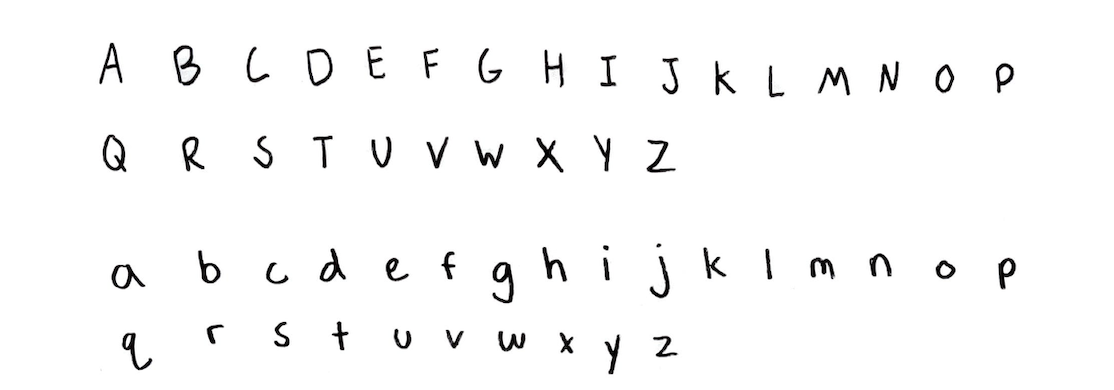 A B C D E F G H I J K L M N O P
Q R S T U V W X Y Z
a b c d e f g h i j k l m n o p
q r s t u v w x y z